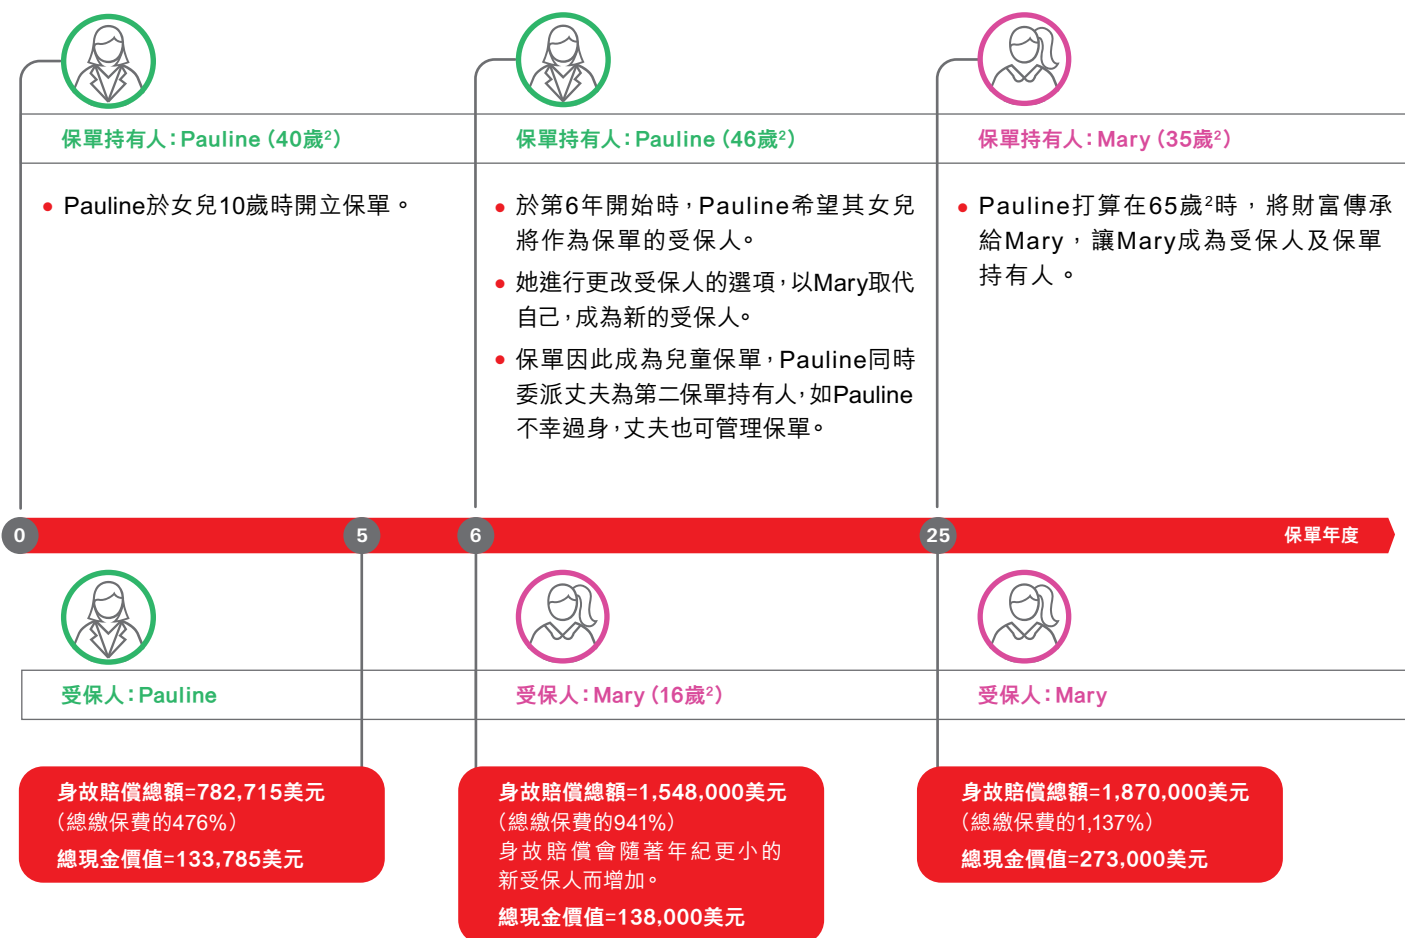 保單持有人：Pauline（40歲²）
保單持有人：Pauline（46歲²）
保單持有人：Mary（35歲²）
• Pauline於女兒10歲時開立保單。
• 於第6年開始時，Pauline希望其女兒
將作為保單的受保人。
• 她進行更改受保人的選項，以Mary取代
自己，成為新的受保人。
• 保單因此成為兒童保單，Pauline同時
委派丈夫為第二保單持有人，如Pauline
不幸過身，丈夫也可管理保單。
• Pauline打算在65歲²時，將財富傳承
給Mary，讓Mary成為受保人及保單
持有人。
0
5
6
25
保單年度
受保人：Pauline
受保人：Mary（16歲²）
受保人：Mary
身故賠償總額=782,715美元
（總繳保費的476%）
總現金價值=133,785美元
身故賠償總額=1,548,000美元
（總繳保費的941%）
身故賠償會隨著年紀更小的
新受保人而增加。
總現金價值=138,000美元
身故賠償總額=1,870,000美元
（總繳保費的1,137%）
總現金價值=273,000美元